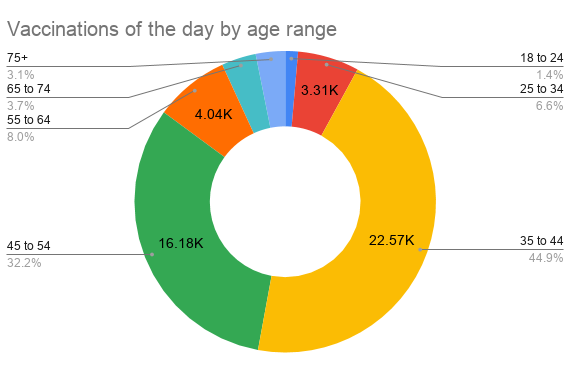 Vaccinations of the day by age range
75+
3.1%
65 to 74
3.7%
55 to 64
8.0%
45 to 54
32.2%
18 to 24
1.4%
25 to 34
6.6%
35 to 44
44.9%
3.31K
4.04K
22.57K
16.18K